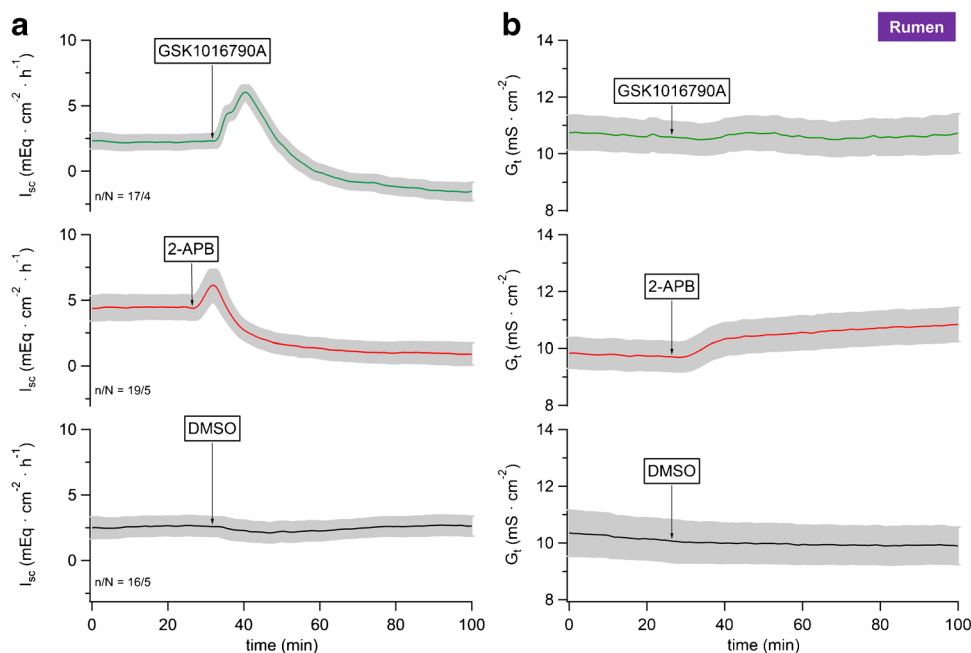 a
10
5
0
I_sc (mEq · cm⁻² · h⁻¹)
GSK1016790A
n/N = 17/4
10
5
0
I_sc (mEq · cm⁻² · h⁻¹)
2-APB
n/N = 19/5
10
5
0
I_sc (mEq · cm⁻² · h⁻¹)
DMSO
n/N = 16/5
0 20 40 60 80 100
time (min)
b
Rumen
14
12
10
8
G_t (mS · cm⁻²)
GSK1016790A
14
12
10
8
G_t (mS · cm⁻²)
2-APB
14
12
10
8
G_t (mS · cm⁻²)
DMSO
0 20 40 60 80 100
time (min)